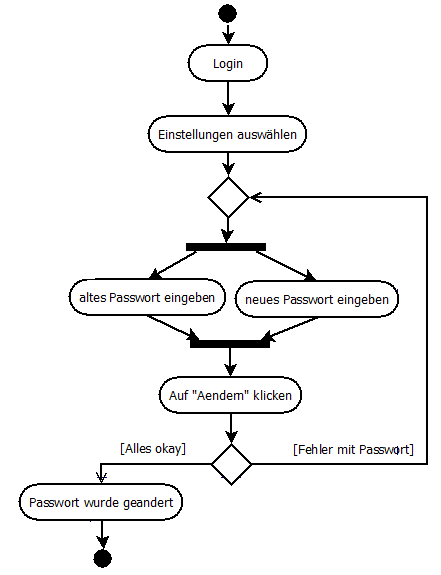 Login
Einstellungen auswählen
altes Passwort eingeben
neues Passwort eingeben
Auf "Aendern" klicken
[Alles okay]
[Fehler mit Passwort]
Passwort wurde geandert